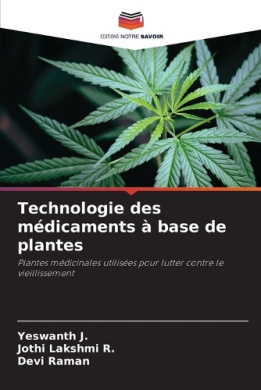 EDITIONS NOTRE SAVOIR
Technologie des
médicaments à base de
plantes
Plantes médicinales utilisées pour lutter contre le
vieillissement
Yeswanth J.
Jothi Lakshmi R.
Devi Raman